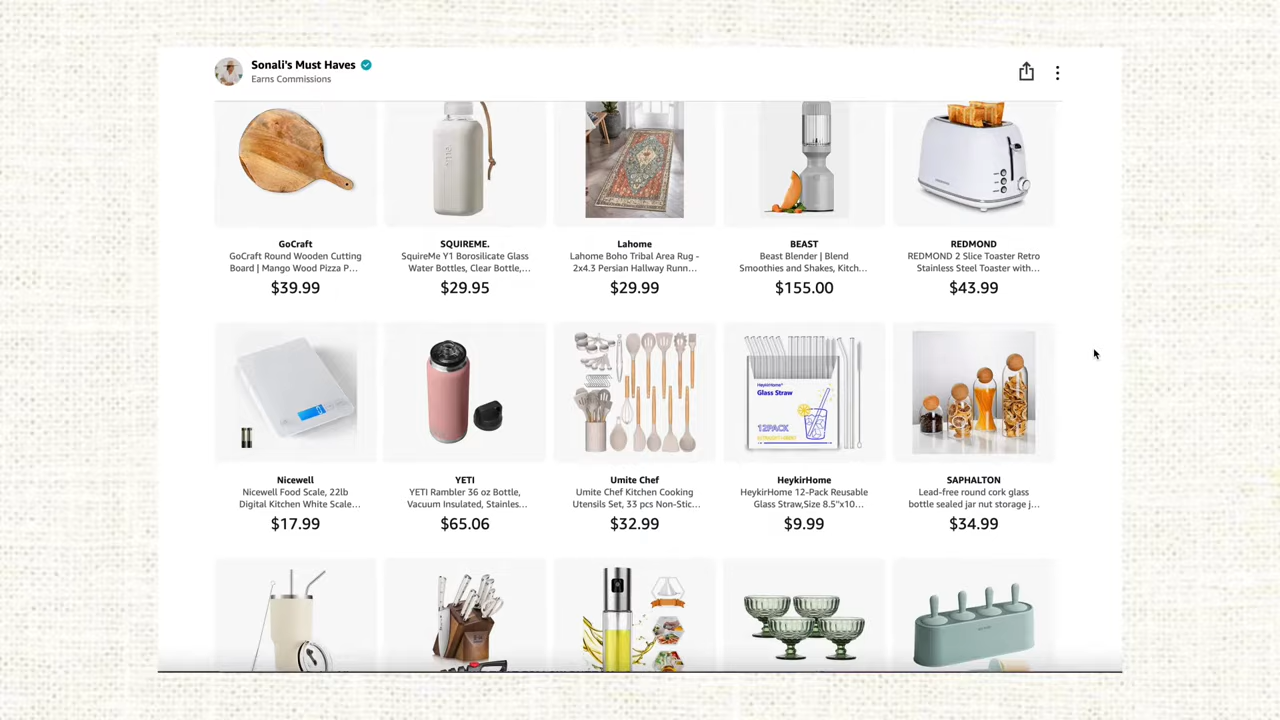 Sonali's Must Haves
Earns Commissions
GoCraft
GoCraft Round Wooden Cutting
Board | Mango Wood Pizza P...
$39.99
SQUIREME.
SquireMe Y1 Borosilicate Glass
Water Bottles, Clear Bottle,...
$29.95
Lahome
Lahome Boho Tribal Area Rug -
2x4.3 Persian Hallway Runn...
$29.99
BEAST
Beast Blender | Blend
Smoothies and Shakes, Kitch...
$155.00
REDMOND
REDMOND 2 Slice Toaster Retro
Stainless Steel Toaster with...
$43.99
Nicewell
Nicewell Food Scale, 22lb
Digital Kitchen White Scale...
$17.99
YETI
YETI Rambler 36 oz Bottle,
Vacuum Insulated, Stainles...
$65.06
Umite Chef
Umite Chef Kitchen Cooking
Utensils Set, 33 pcs Non-Stic...
$32.99
HeykirHome®
Glass Straw
12PACK
HeykirHome
HeykirHome 12-Pack Reusable
Glass Straw,Size 8.5''x10...
$9.99
SAPHALTON
Lead-free round cork glass
bottle sealed jar nut storage j...
$34.99